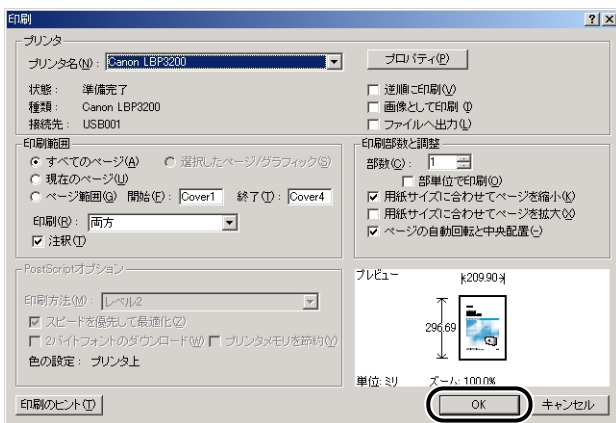 印刷
プリンタ
プリンタ名(N): Canon LBP3200
プロパティ(P)
状態: 準備完了
種類: Canon LBP3200
接続先: USB001
逆順に印刷(V)
画像として印刷(I)
ファイルへ出力(L)
印刷範囲
すべてのページ(A) 選択したページ/グラフィック(S)
現在のページ(U)
ページ範囲(G) 開始(F): Cover1 終了(T): Cover4
印刷(R): 両方
注釈(T)
印刷部数と調整
部数(C): 1
部単位で印刷(O)
用紙サイズに合わせてページを縮小(K)
用紙サイズに合わせてページを拡大(X)
ページの自動回転と中央配置(-)
PostScriptオプション
印刷方法(M): レベル2
スピードを優先して最適化(Z)
2バイトフォントのダウンロード(W) プリンタメモリを節約(Y)
色の設定: プリンタ上
プレビュー
209.90
296.69
単位: ミリ ズーム: 100.0%
印刷のヒント(T)
OK
キャンセル